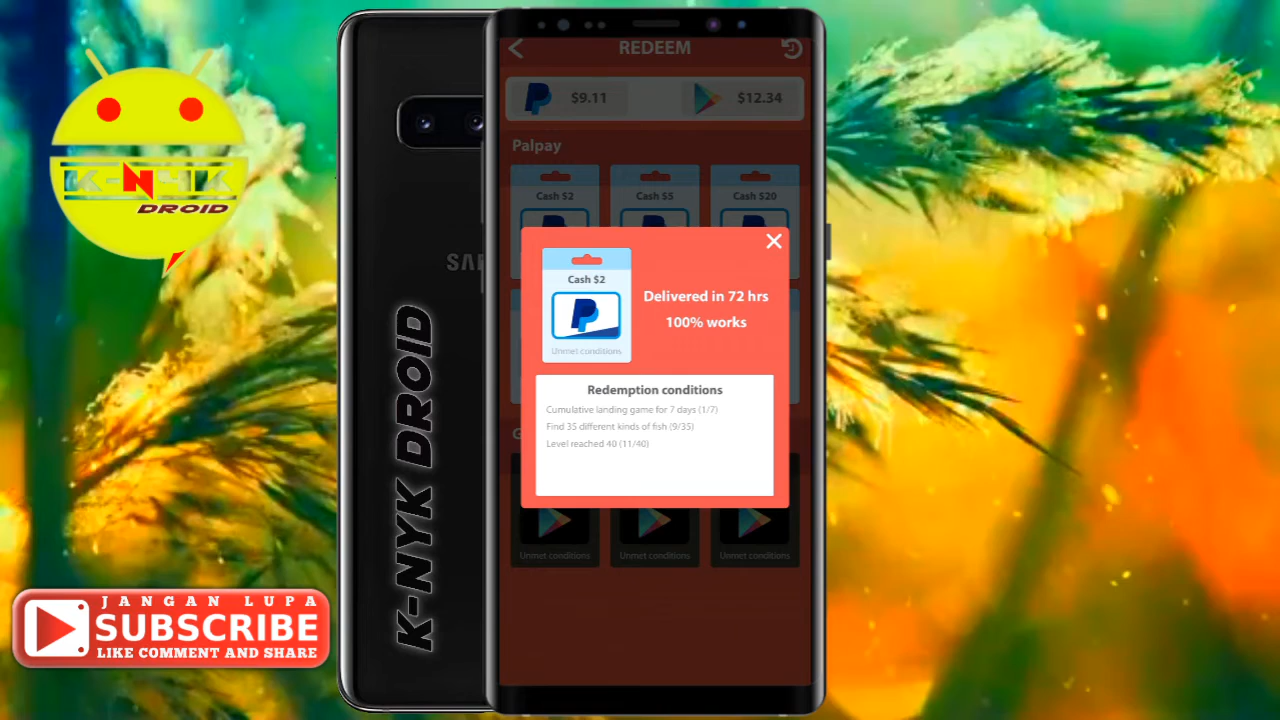 K-NYK
DROID
JANGAN LUPA
SUBSCRIBE
LIKE COMMENT AND SHARE
K-NYK DROID
REDEEM
$9.11
$12.34
Palpay
Cash $2
Cash $5
Cash $20
Cash $2
Unmet conditions
Delivered in 72 hrs
100% works
Redemption conditions
Cumulative landing game for 7 days (1/7)
Find 35 different kinds of fish (9/35)
Level reached 40 (11/40)
Unmet conditions
Unmet conditions
Unmet conditions